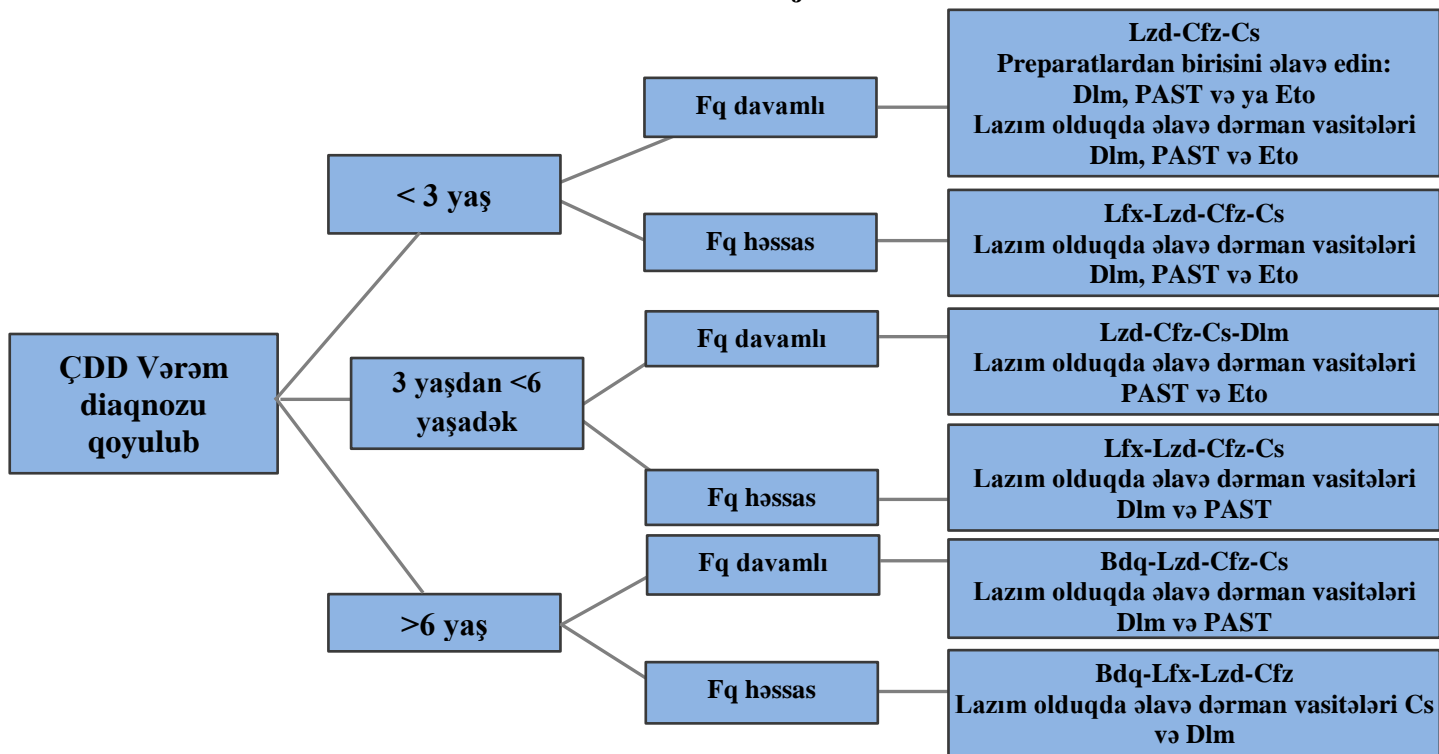 ÇDD Vərəm
diaqnozu
qoyulub
< 3 yaş
Fq davamlı
Lzd-Cfz-Cs
Preparatlardan birisini əlavə edin:
Dlm, PAST və ya Eto
Lazım olduqda əlavə dərman vasitələri
Dlm, PAST və Eto
Fq həssas
Lfx-Lzd-Cfz-Cs
Lazım olduqda əlavə dərman vasitələri
Dlm, PAST və Eto
3 yaşdan <6
yaşadək
Fq davamlı
Lzd-Cfz-Cs-Dlm
Lazım olduqda əlavə dərman vasitələri
PAST və Eto
Fq həssas
Lfx-Lzd-Cfz-Cs
Lazım olduqda əlavə dərman vasitələri
Dlm və PAST
>6 yaş
Fq davamlı
Bdq-Lzd-Cfz-Cs
Lazım olduqda əlavə dərman vasitələri
Dlm və PAST
Fq həssas
Bdq-Lfx-Lzd-Cfz
Lazım olduqda əlavə dərman vasitələri Cs
və Dlm